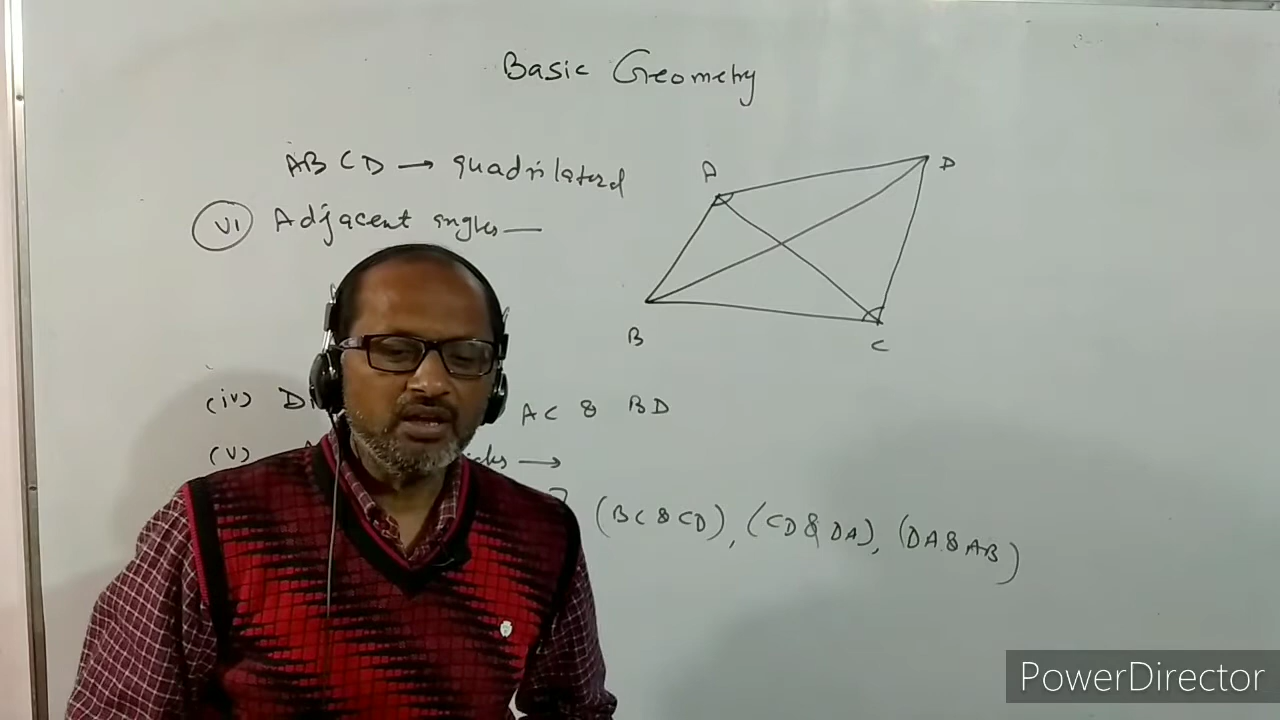 Basic Geometry
ABCD → quadrilateral
(vi) Adjacent angles —
A
D
B
C
(iv) AC & BD
(v) →
(BC & CD), (CD & DA), (DA & AB)
PowerDirector